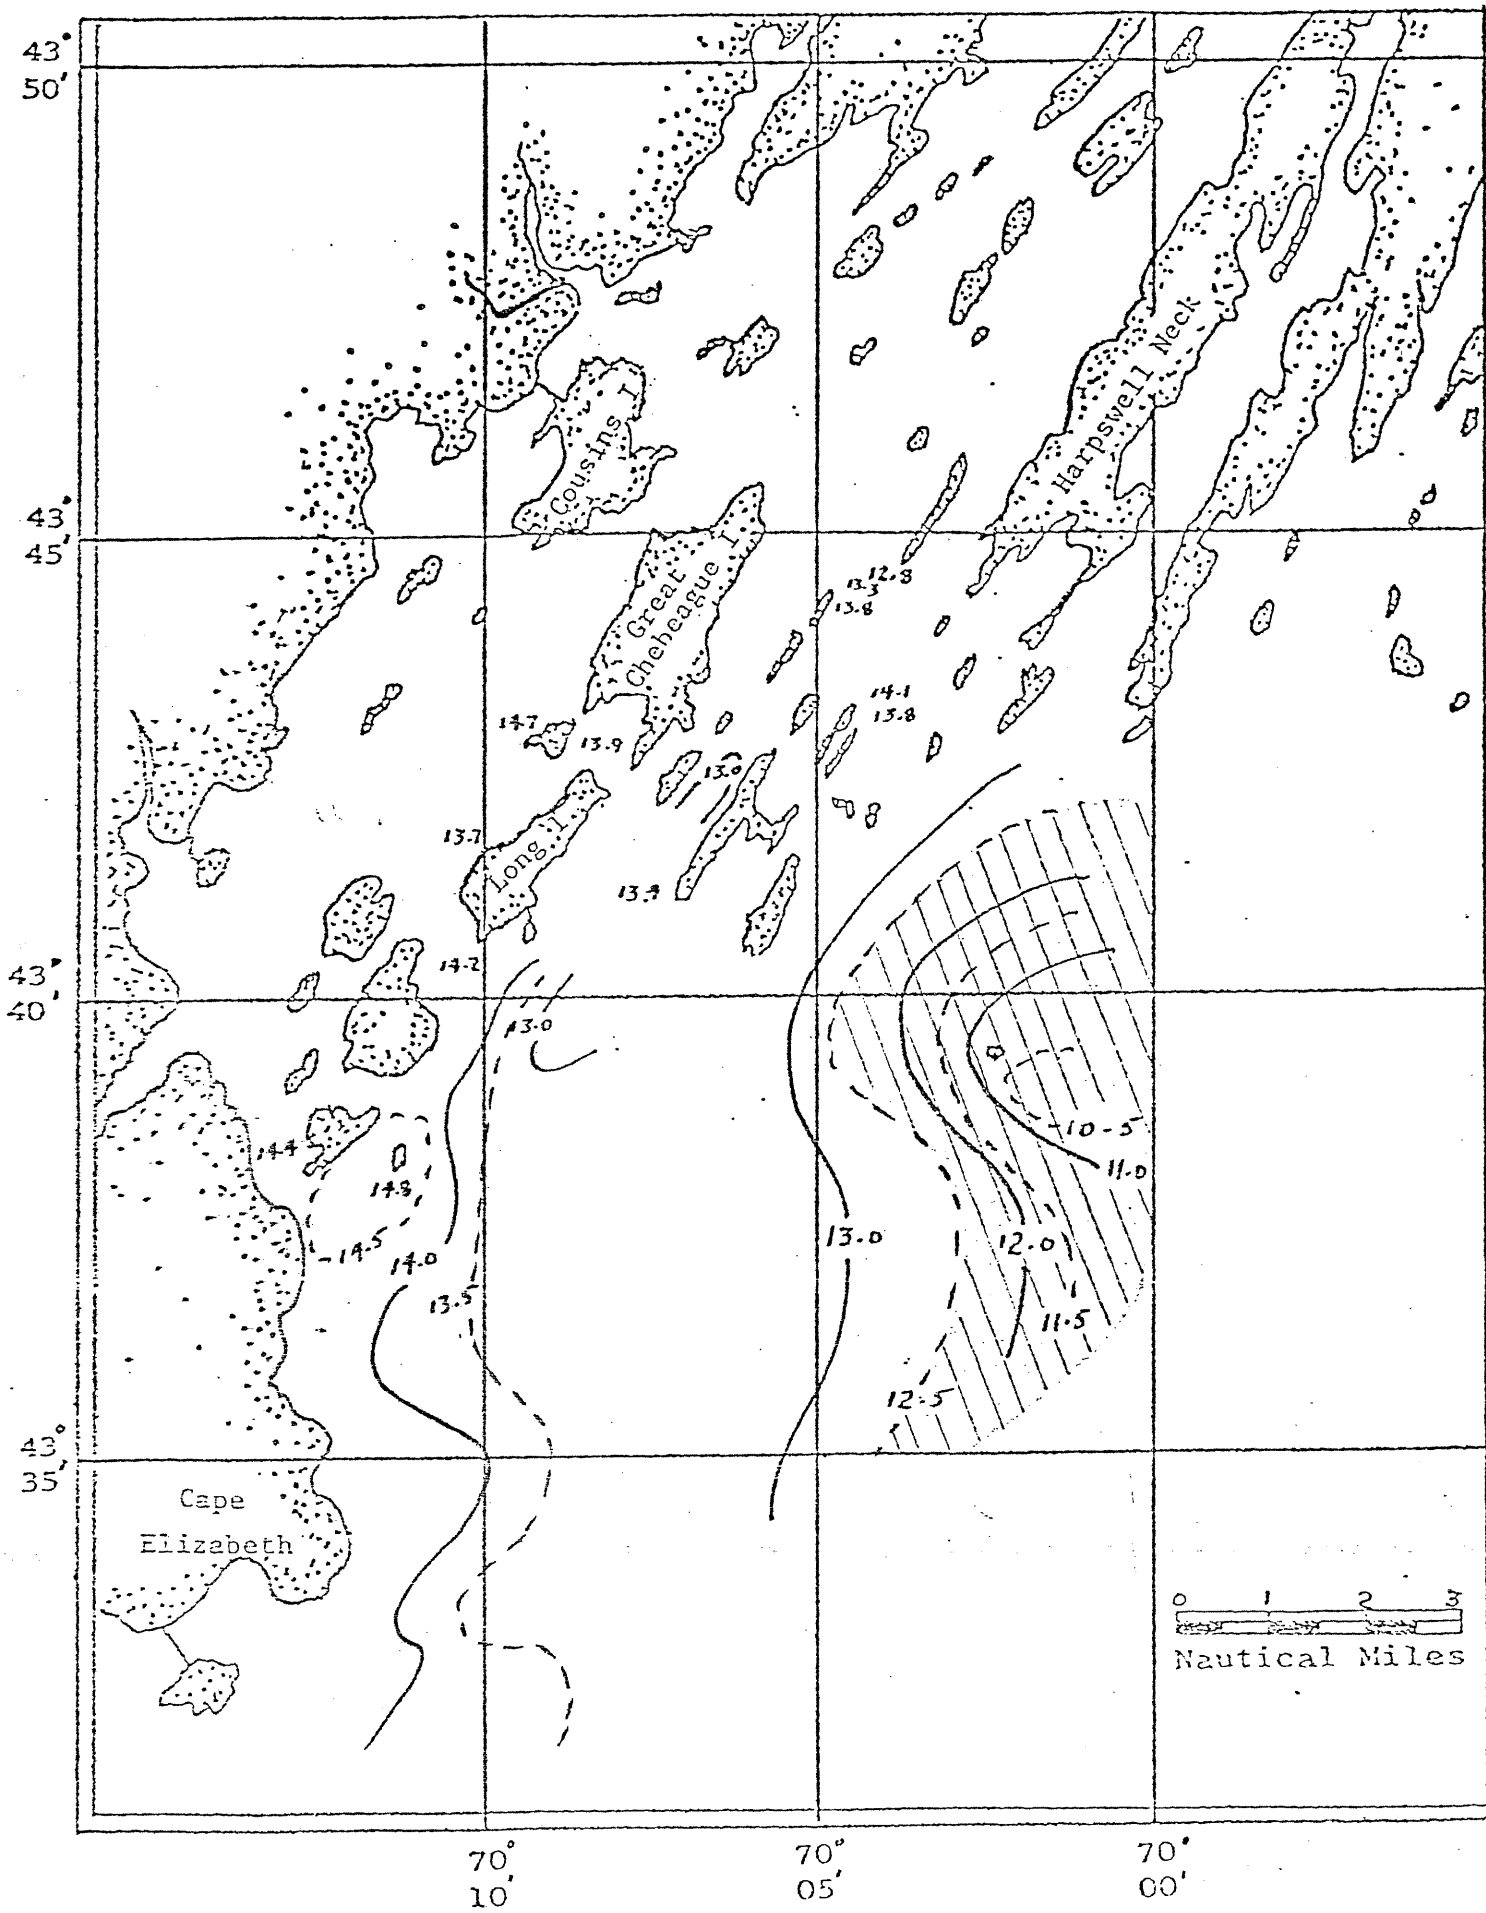 43°
50'
Harpswell Neck
Cousins I
43°
45'
12.8
13.3
13.8
Great
Chebeague I
14.1
13.8
14.7
13.9
13.0
13.7
Long I
13.9
14.2
43°
40'
13.0
10.5
14.4
11.0
14.8
13.0
12.0
14.5
14.0
13.5
11.5
12.5
43°
35'
Cape
Elizabeth
0 1 2 3
Nautical Miles
70° 70° 70°
10' 05' 00'